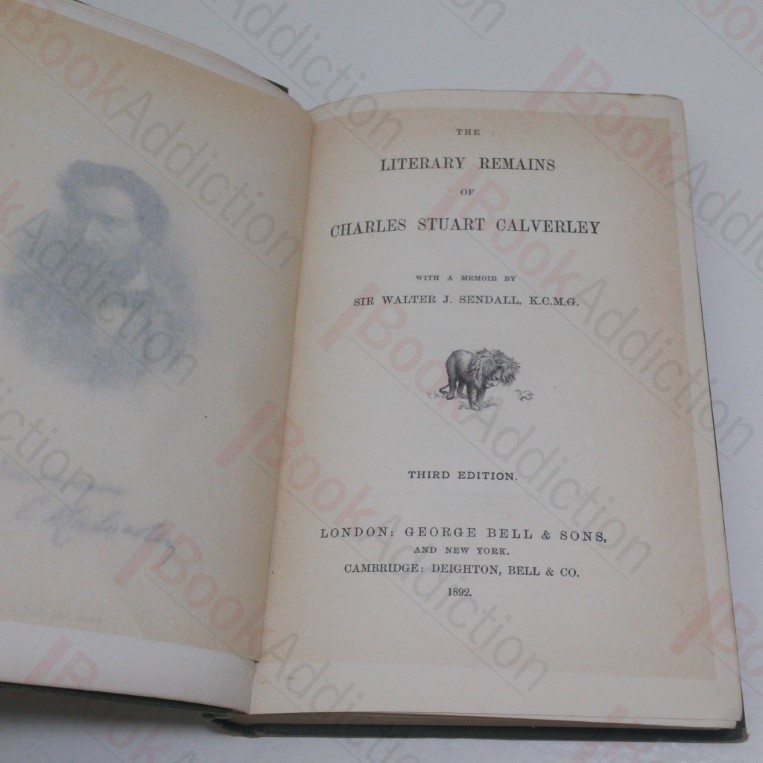 THE
LITERARY REMAINS
OF
CHARLES STUART CALVERLEY
WITH A MEMOIR BY
SIR WALTER J. SENDALL, K.C.M.G.
THIRD EDITION.
LONDON: GEORGE BELL & SONS,
AND NEW YORK.
CAMBRIDGE: DEIGHTON, BELL & CO.
1892.
BookAddiction